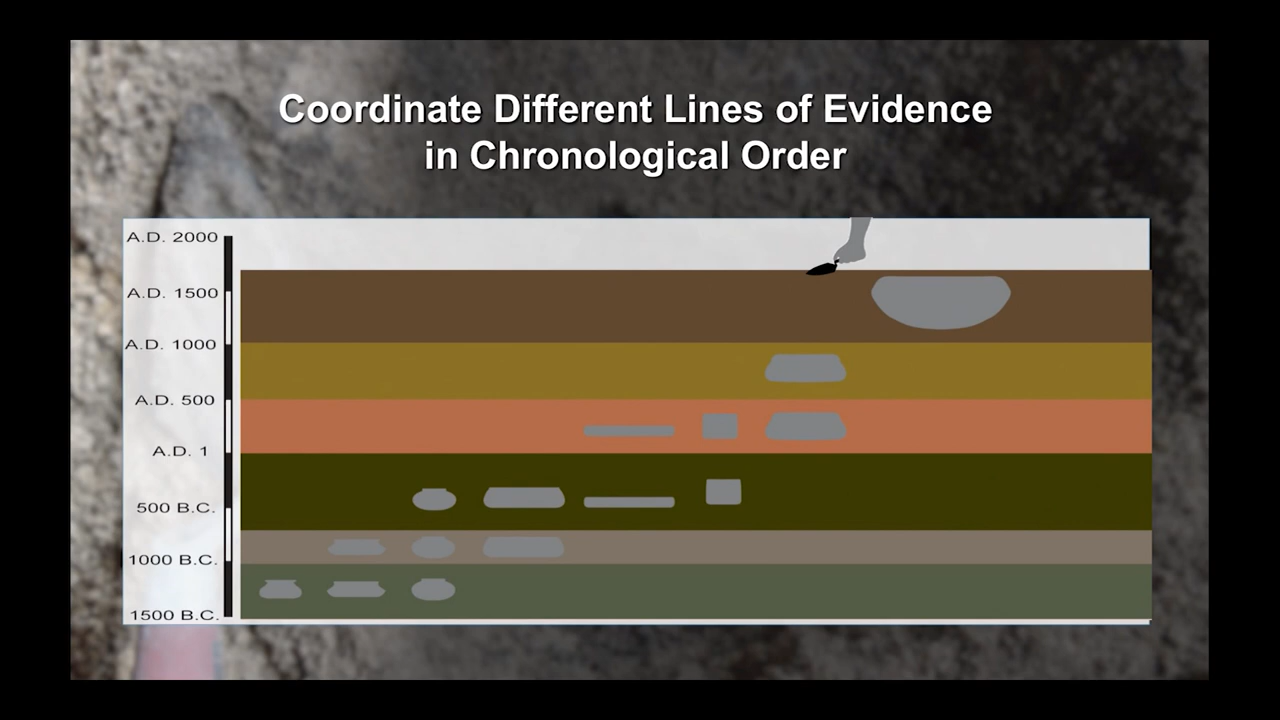 Coordinate Different Lines of Evidence
in Chronological Order
A.D. 2000
A.D. 1500
A.D. 1000
A.D. 500
A.D. 1
500 B.C.
1000 B.C.
1500 B.C.